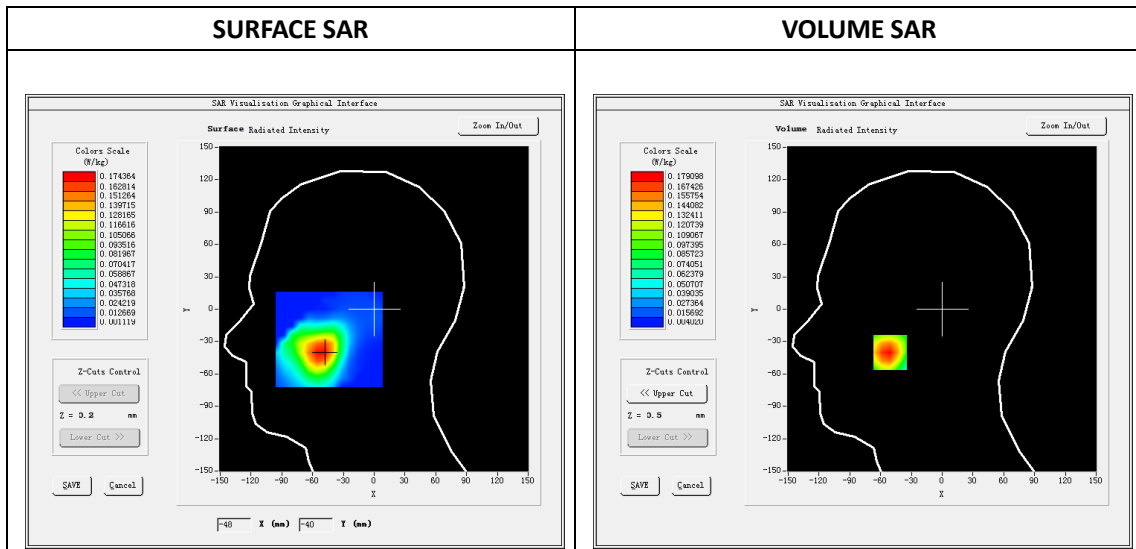 SURFACE SAR
VOLUME SAR
SAR Visualisation Graphical Interface
Surface Radiated Intensity
Zoom In/Out
Colors Scale
(W/kg)
0.174364
0.162814
0.151264
0.139715
0.128165
0.116616
0.105066
0.093516
0.081967
0.070417
0.058867
0.047318
0.035768
0.024219
0.012669
0.001119
150
120
90
60
30
0
-30
-60
-90
-120
-150
Y
-150 -120 -90 -60 -30 0 30 60 90 120 150
X
Z-Cuts Control
<< Upper Cut
Z = 0.2 mm
Lower Cut >>
SAVE Cancel
-48 X (mm) -40 Y (mm)
SAR Visualisation Graphical Interface
Volume Radiated Intensity
Zoom In/Out
Colors Scale
(W/kg)
0.179098
0.167426
0.155754
0.144082
0.132411
0.120739
0.109067
0.097395
0.085723
0.074051
0.062379
0.050707
0.039035
0.027364
0.015692
0.004020
150
120
90
60
30
0
-30
-60
-90
-120
-150
Y
-150 -120 -90 -60 -30 0 30 60 90 120 150
X
Z-Cuts Control
<< Upper Cut
Z = 0.5 mm
Lower Cut >>
SAVE Cancel